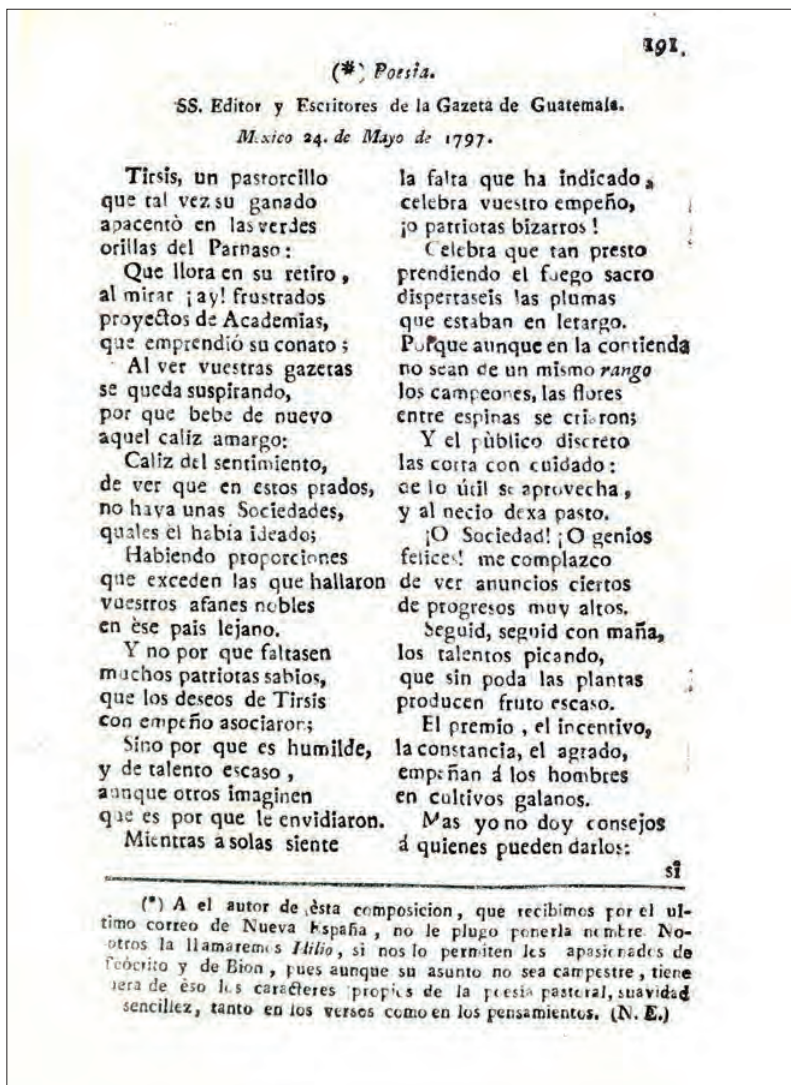 191.
(*) Poesía.
SS. Editor y Escritores de la Gazeta de Guatemala.
Mexico 24. de Mayo de 1797.
Tirsis, un pastorcillo
que tal vez su ganado
apacentò en las verdes
orillas del Parnaso:
Que llora en su retiro,
al mirar ¡ay! frustrados
proyectos de Academias,
que emprendió su conato;
Al ver vuestras gazetas
se queda suspirando,
por que bebe de nuevo
aquel caliz amargo:
Caliz del sentimiento,
de ver que en estos prados,
no haya unas Sociedades,
quales èl había ideado;
Habiendo proporciones
que exceden las que hallaron
vuestros afanes nobles
en èse pais lejano.
Y no por que faltasen
muchos patriotas sabios,
que los deseos de Tirsis
con empeño asociaron;
Sino por que es humilde,
y de talento escaso,
aunque otros imaginen
que es por que le envidiaron.
Mientras a solas siente
la falta que ha indicado,
celebra vuestro empeño,
¡o patriotas bizarros!
Celebra que tan presto
prendiendo el fuego sacro
dispertaseis las plumas
que estaban en letargo.
Porque aunque en la contienda
no sean de un mismo rango
los campeones, las flores
entre espinas se criaron;
Y el pùblico discreto
las corta con cuidado:
de lo útil se aprovecha,
y al necio dexa pasto.
¡O Sociedad! ¡O genios
felices! me complazco
de ver anuncios ciertos
de progresos muy altos.
Seguid, seguid con maña,
los talentos picando,
que sin poda las plantas
producen fruto escaso.
El premio, el incentivo,
la constancia, el agrado,
empeñan á los hombres
en cultivos galanos.
Mas yo no doy consejos
á quienes pueden darlos:
si
(*) A el autor de èsta composicion, que recibimos por el ul-
timo correo de Nueva España, no le plugo ponerla nombre. No-
otros la llamaremos Idilio, si nos lo permiten los apasionados de
Teócrito y de Bion, pues aunque su asunto no sea campestre, tiene
uera de èso los caracteres propios de la poesia pastoral, suavidad
sencillez, tanto en los versos como en los pensamientos. (N. E.)